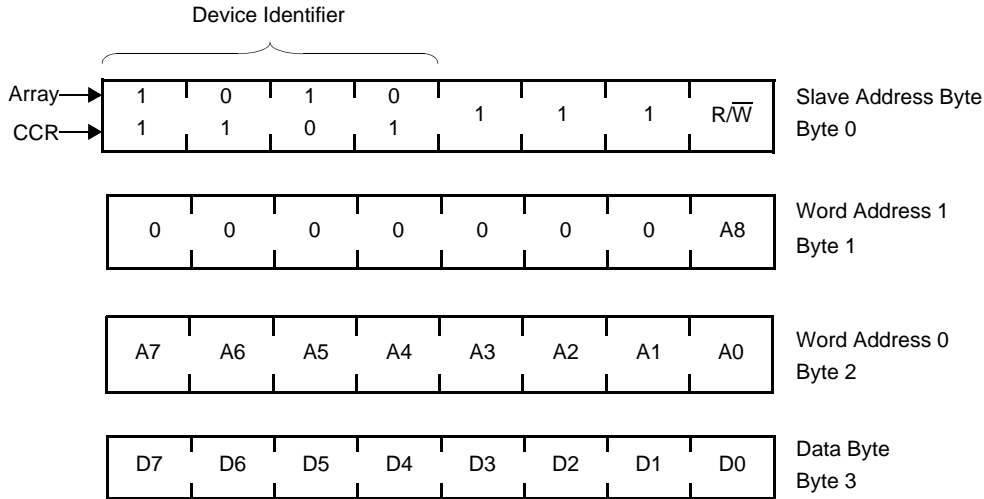 Device Identifier
Array 1 0 1 0 1 1 1 R/W̅ Slave Address Byte
CCR 1 1 0 1 Byte 0
0 0 0 0 0 0 0 A8 Word Address 1
Byte 1
A7 A6 A5 A4 A3 A2 A1 A0 Word Address 0
Byte 2
D7 D6 D5 D4 D3 D2 D1 D0 Data Byte
Byte 3